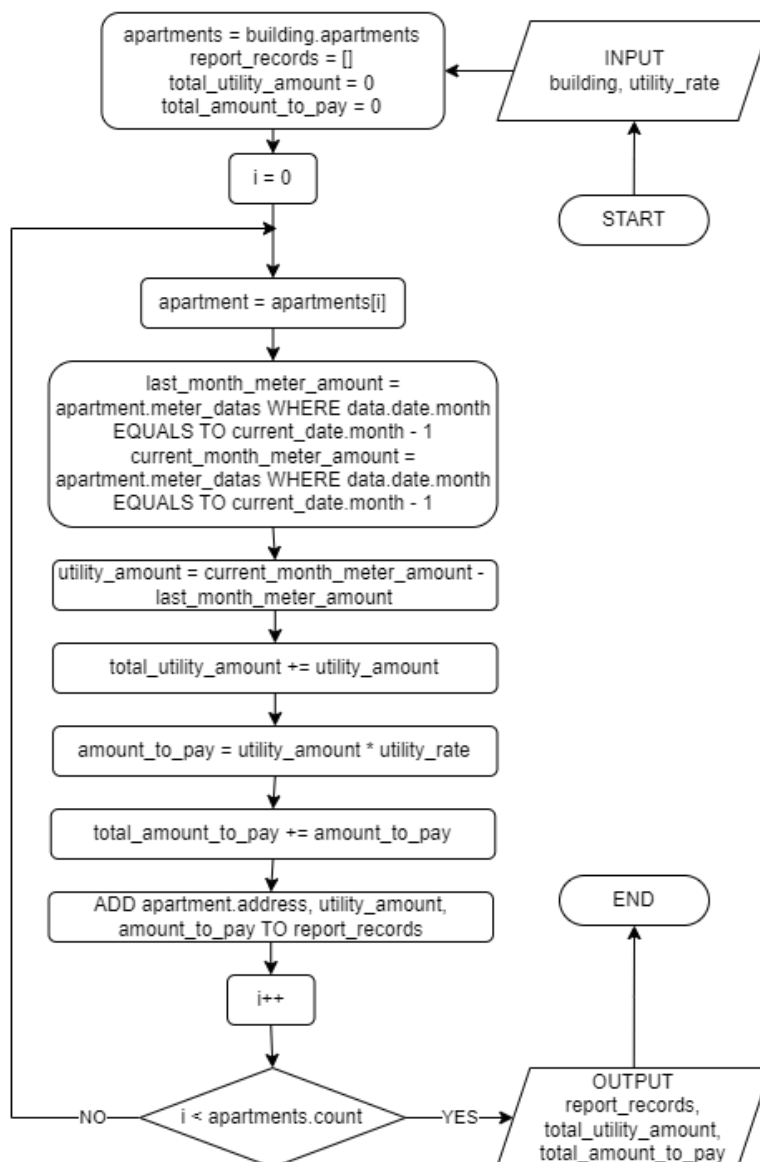 START
INPUT
building, utility_rate
apartments = building.apartments
report_records = []
total_utility_amount = 0
total_amount_to_pay = 0
i = 0
apartment = apartments[i]
last_month_meter_amount =
apartment.meter_datas WHERE data.date.month
EQUALS TO current_date.month - 1
current_month_meter_amount =
apartment.meter_datas WHERE data.date.month
EQUALS TO current_date.month - 1
utility_amount = current_month_meter_amount -
last_month_meter_amount
total_utility_amount += utility_amount
amount_to_pay = utility_amount * utility_rate
total_amount_to_pay += amount_to_pay
ADD apartment.address, utility_amount,
amount_to_pay TO report_records
i++
i < apartments.count
NO
YES
OUTPUT
report_records,
total_utility_amount,
total_amount_to_pay
END